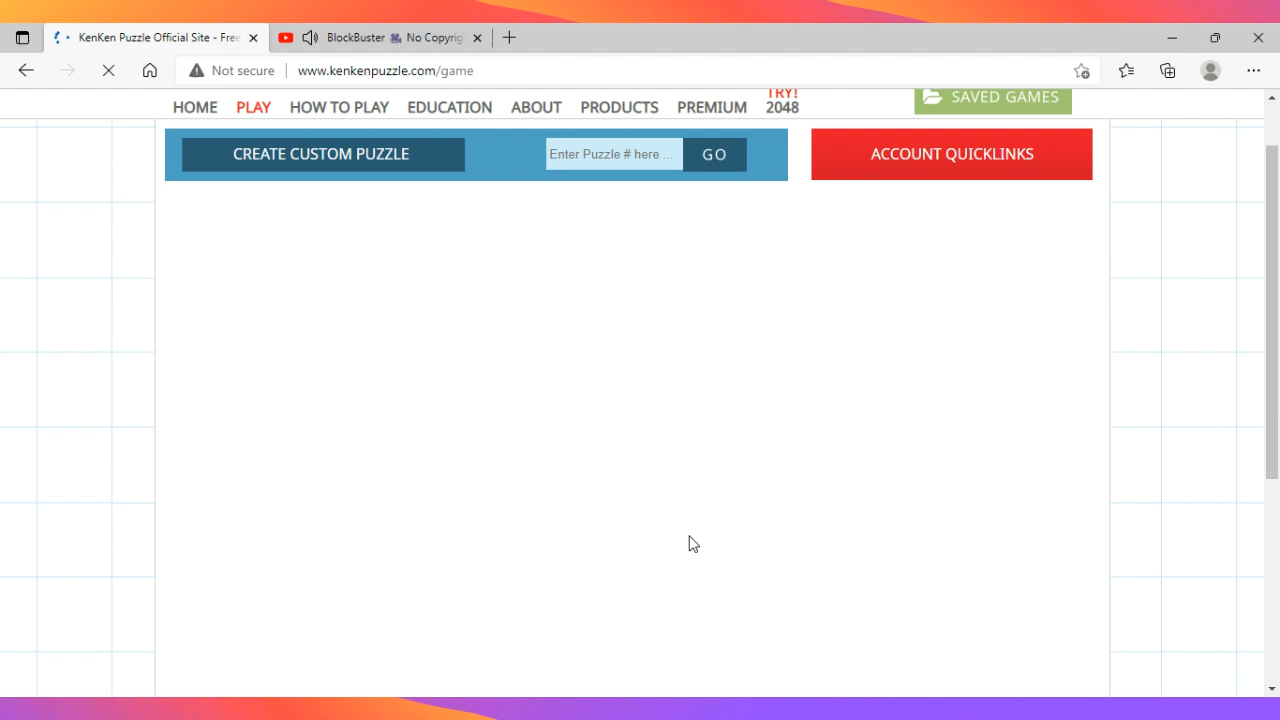 KenKen Puzzle Official Site - Free
BlockBuster 🎥 No Copyrig
Not secure
www.kenkenpuzzle.com/game
HOME
PLAY
HOW TO PLAY
EDUCATION
ABOUT
PRODUCTS
PREMIUM
TRY!
2048
SAVED GAMES
CREATE CUSTOM PUZZLE
Enter Puzzle # here ...
GO
ACCOUNT QUICKLINKS